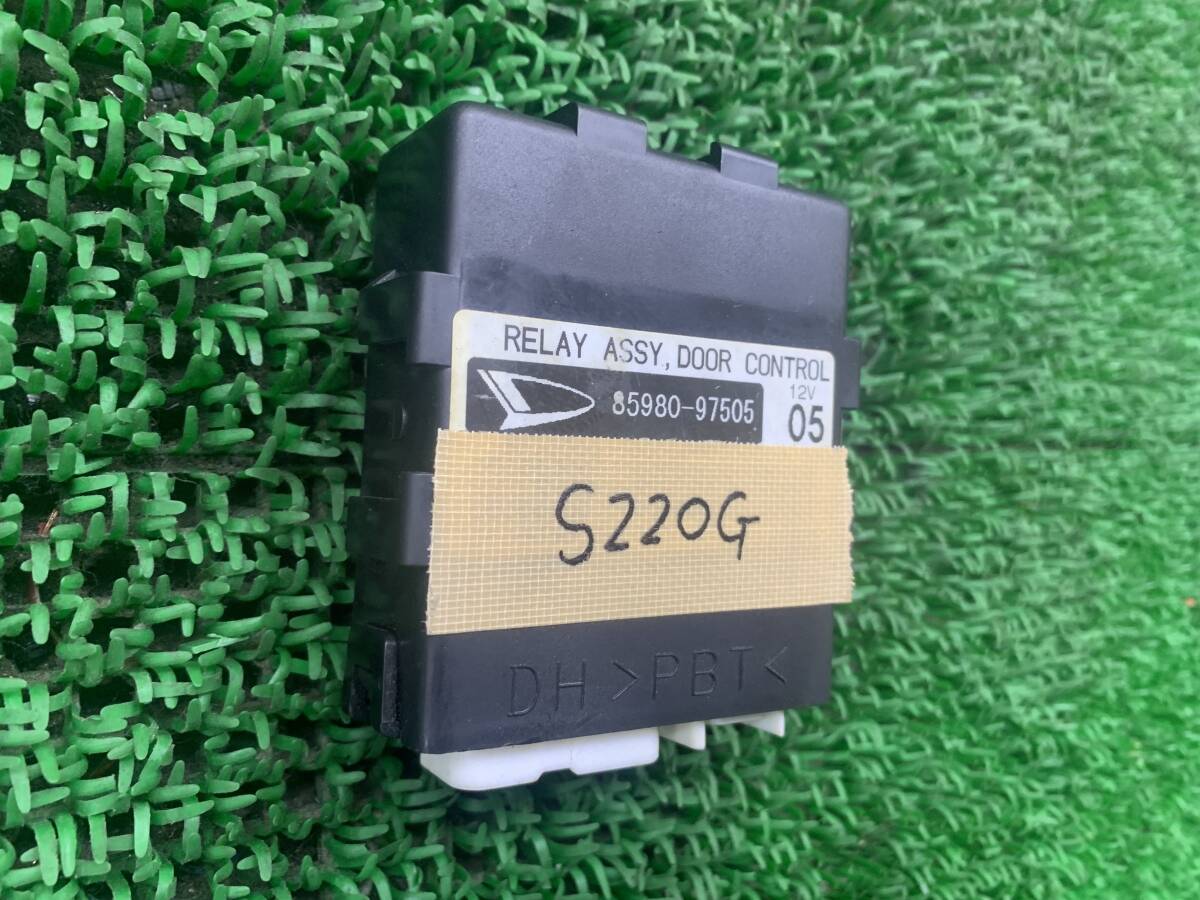 RELAY ASSY., DOOR CONTROL
85980-97505
12V
05
S220G
DH >PBT<